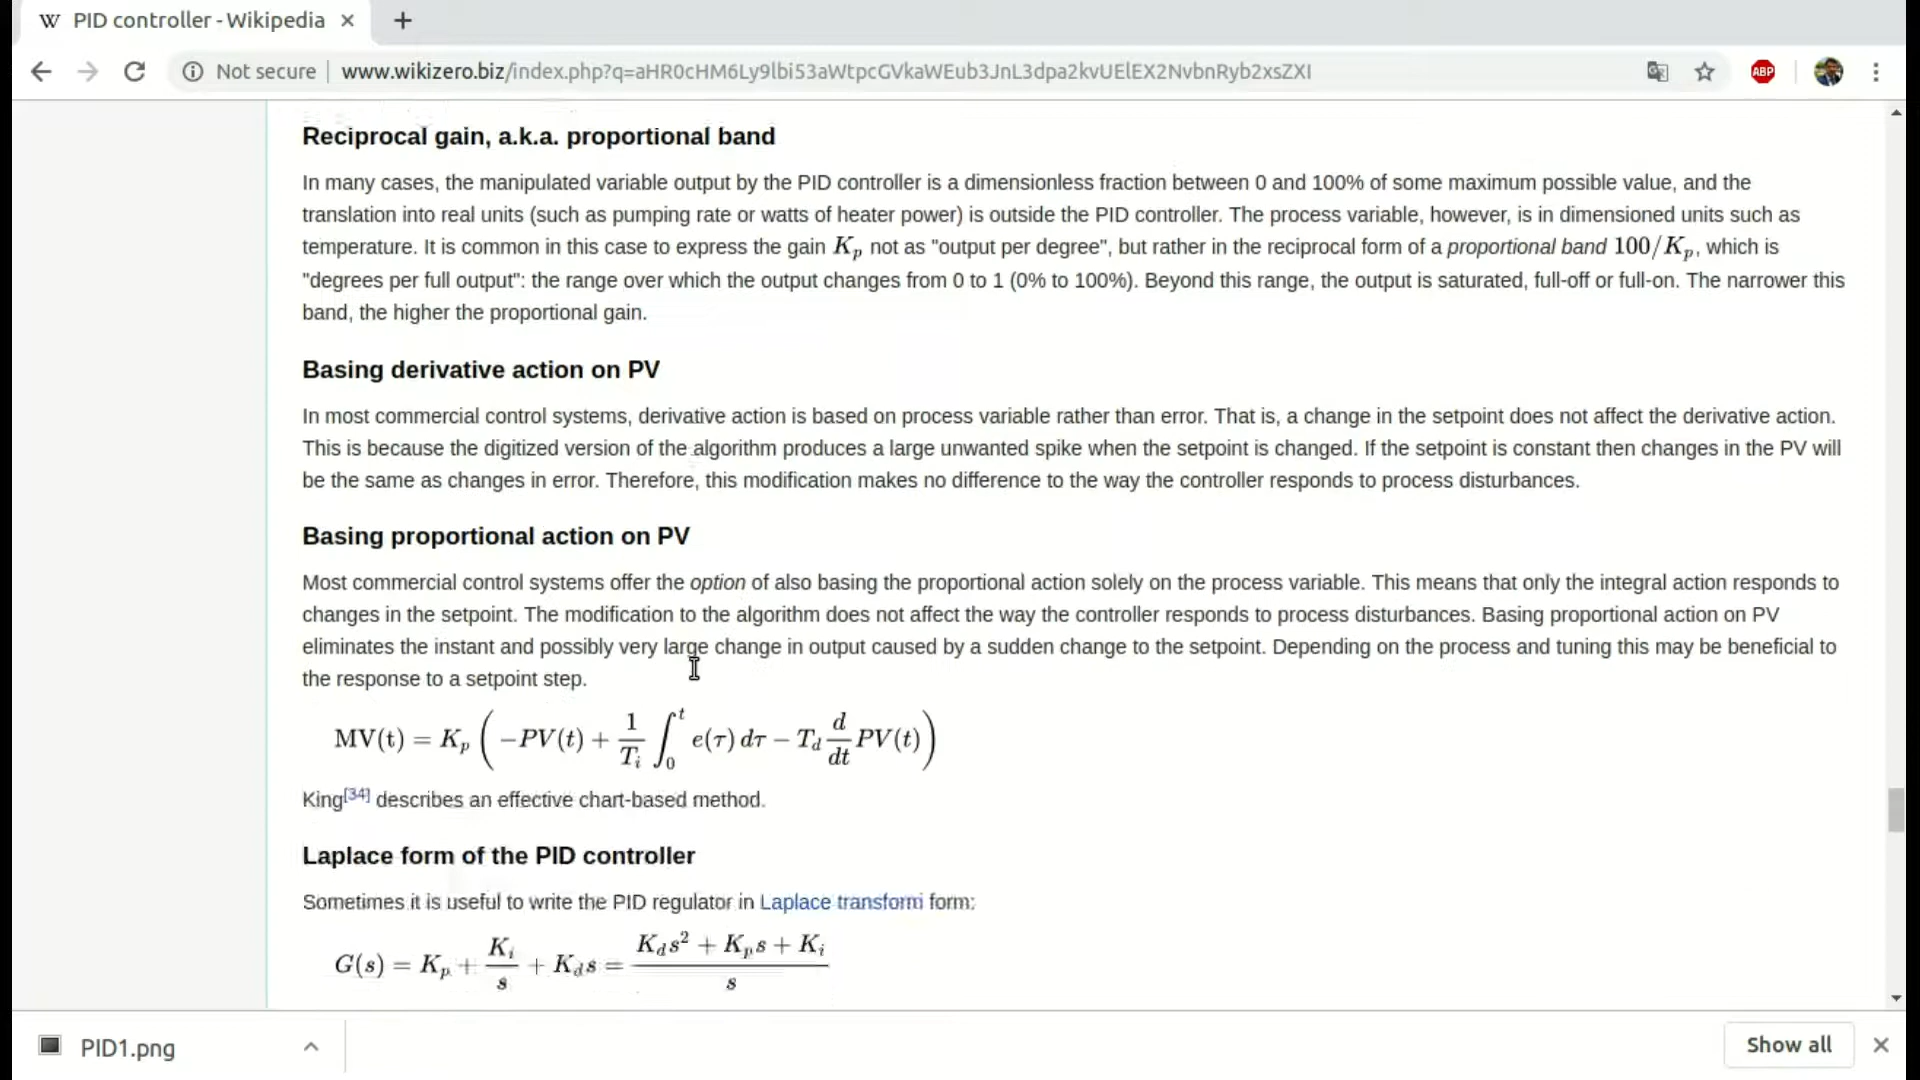 W PID controller - Wikipedia × +
Not secure | www.wikizero.biz/index.php?q=aHR0cHM6Ly9lbi53aWtpcGVkaWEub3JnL3dpa2kvUElEX2NvbnRyb2xsZXI ABP
Reciprocal gain, a.k.a. proportional band
In many cases, the manipulated variable output by the PID controller is a dimensionless fraction between 0 and 100% of some maximum possible value, and the
translation into real units (such as pumping rate or watts of heater power) is outside the PID controller. The process variable, however, is in dimensioned units such as
temperature. It is common in this case to express the gain Kp not as "output per degree", but rather in the reciprocal form of a proportional band 100/Kp, which is
"degrees per full output": the range over which the output changes from 0 to 1 (0% to 100%). Beyond this range, the output is saturated, full-off or full-on. The narrower this
band, the higher the proportional gain.
Basing derivative action on PV
In most commercial control systems, derivative action is based on process variable rather than error. That is, a change in the setpoint does not affect the derivative action.
This is because the digitized version of the algorithm produces a large unwanted spike when the setpoint is changed. If the setpoint is constant then changes in the PV will
be the same as changes in error. Therefore, this modification makes no difference to the way the controller responds to process disturbances.
Basing proportional action on PV
Most commercial control systems offer the option of also basing the proportional action solely on the process variable. This means that only the integral action responds to
changes in the setpoint. The modification to the algorithm does not affect the way the controller responds to process disturbances. Basing proportional action on PV
eliminates the instant and possibly very large change in output caused by a sudden change to the setpoint. Depending on the process and tuning this may be beneficial to
the response to a setpoint step.
MV(t) = Kp ( −PV(t) + 1/Ti ∫₀ᵗ e(τ) dτ − Td d/dt PV(t) )
King[34] describes an effective chart-based method.
Laplace form of the PID controller
Sometimes it is useful to write the PID regulator in Laplace transform form:
G(s) = Kp + Ki/s + Kds = (Kds² + Kps + Ki)/s
PID1.png Show all ×